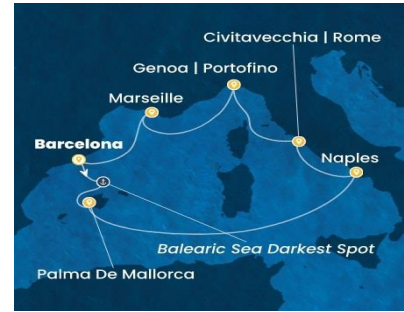 Civitavecchia | Rome
Genoa | Portofino
Marseille
Barcelona
Naples
Balearic Sea Darkest Spot
Palma De Mallorca